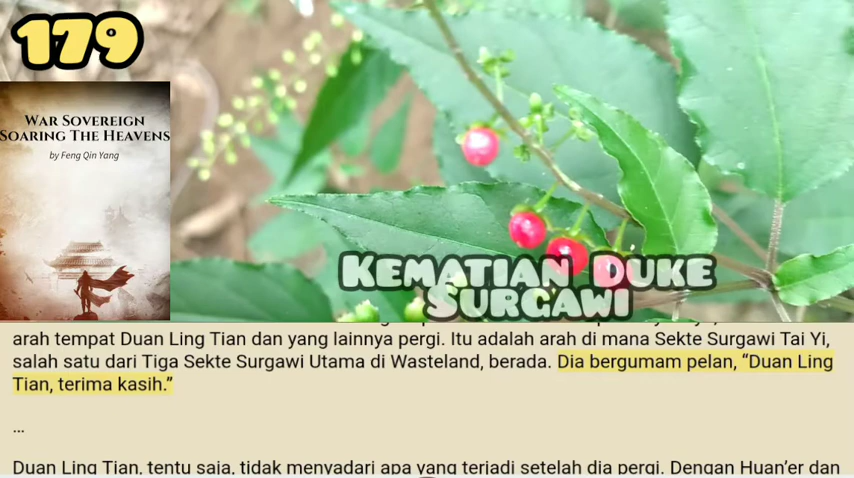 179
WAR SOVEREIGN
SOARING THE HEAVENS
by Feng Qin Yang
KEMATIAN DUKE
SURGAWI
arah tempat Duan Ling Tian dan yang lainnya pergi. Itu adalah arah di mana Sekte Surgawi Tai Yi,
salah satu dari Tiga Sekte Surgawi Utama di Wasteland, berada. Dia bergumam pelan, “Duan Ling
Tian, terima kasih.”
...
Duan Ling Tian, tentu saja, tidak menyadari apa yang terjadi setelah dia pergi. Dengan Huan’er dan